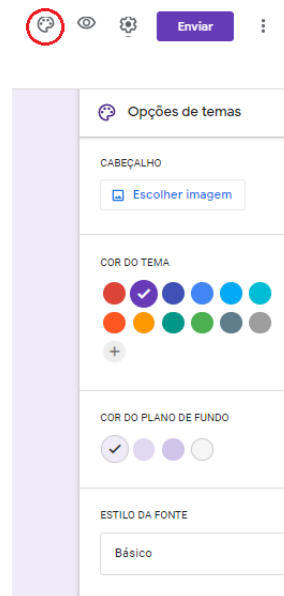 Enviar
Opções de temas
CABEÇALHO
Escolher imagem
COR DO TEMA
+
COR DO PLANO DE FUNDO
ESTILO DA FONTE
Básico